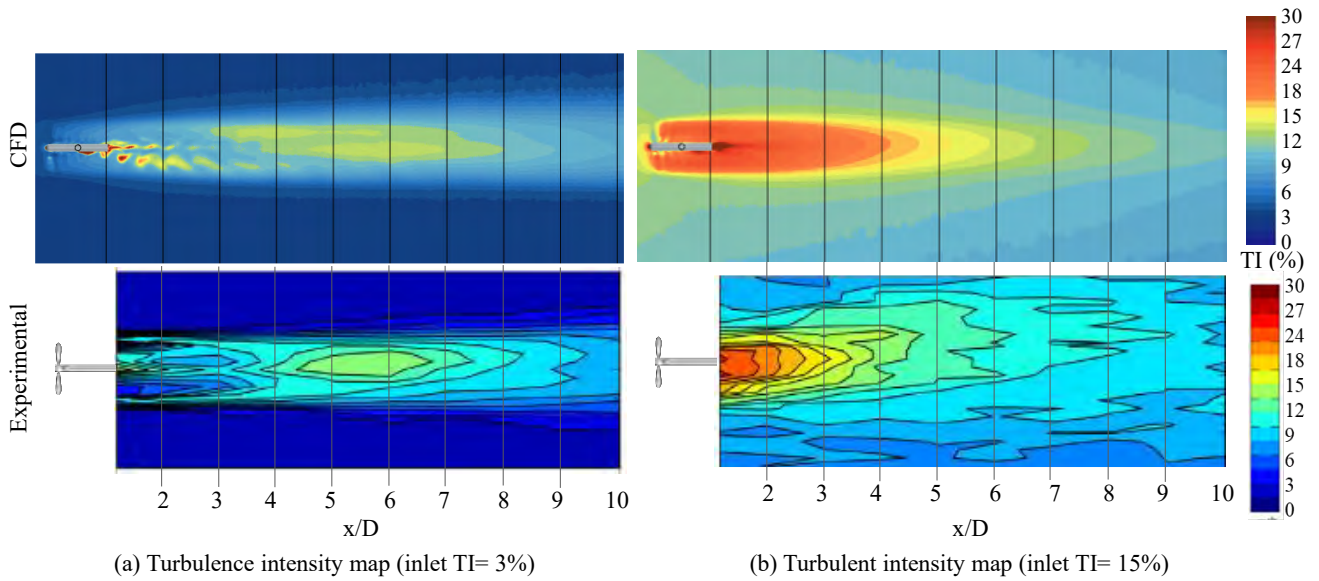 CFD
30
27
24
21
18
15
12
9
6
3
0
TI (%)
Experimental
30
27
24
21
18
15
12
9
6
3
0
2 3 4 5 6 7 8 9 10
2 3 4 5 6 7 8 9 10
x/D
x/D
(a) Turbulence intensity map (inlet TI= 3%)
(b) Turbulent intensity map (inlet TI= 15%)